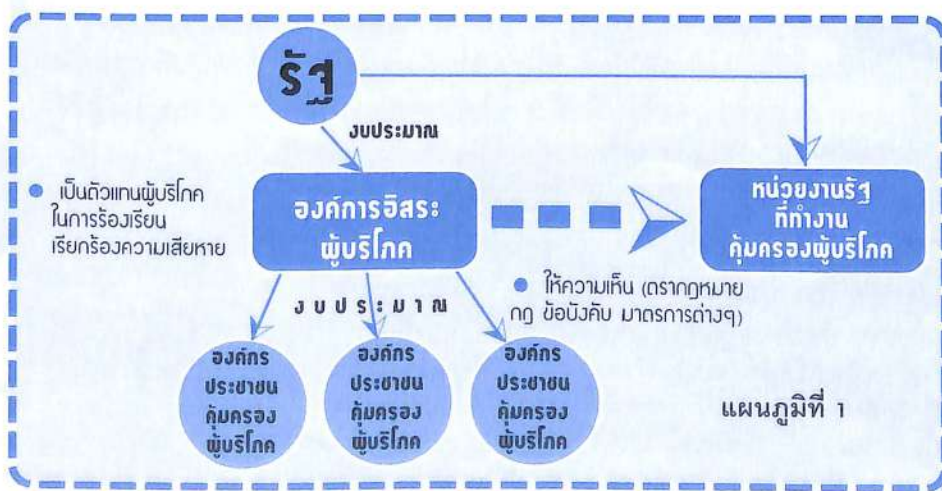 รัฐ
งบประมาณ
เป็นตัวแทนผู้บริโภค
ในการร้องเรียน
เรียกร้องความเสียหาย
องค์การอิสระ
ผู้บริโภค
หน่วยงานรัฐ
ที่ทำงาน
คุ้มครองผู้บริโภค
ให้ความเห็น (ตรากฎหมาย
กฎ ข้อบังคับ มาตรการต่างๆ)
งบประมาณ
องค์กร
ประชาชน
คุ้มครอง
ผู้บริโภค
องค์กร
ประชาชน
คุ้มครอง
ผู้บริโภค
องค์กร
ประชาชน
คุ้มครอง
ผู้บริโภค
แผนภูมิที่